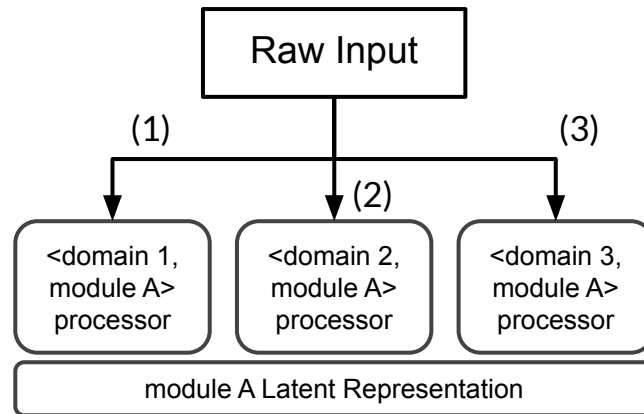 Raw Input
(1)
(3)
(2)
<domain 1,
module A>
processor
<domain 2,
module A>
processor
<domain 3,
module A>
processor
module A Latent Representation